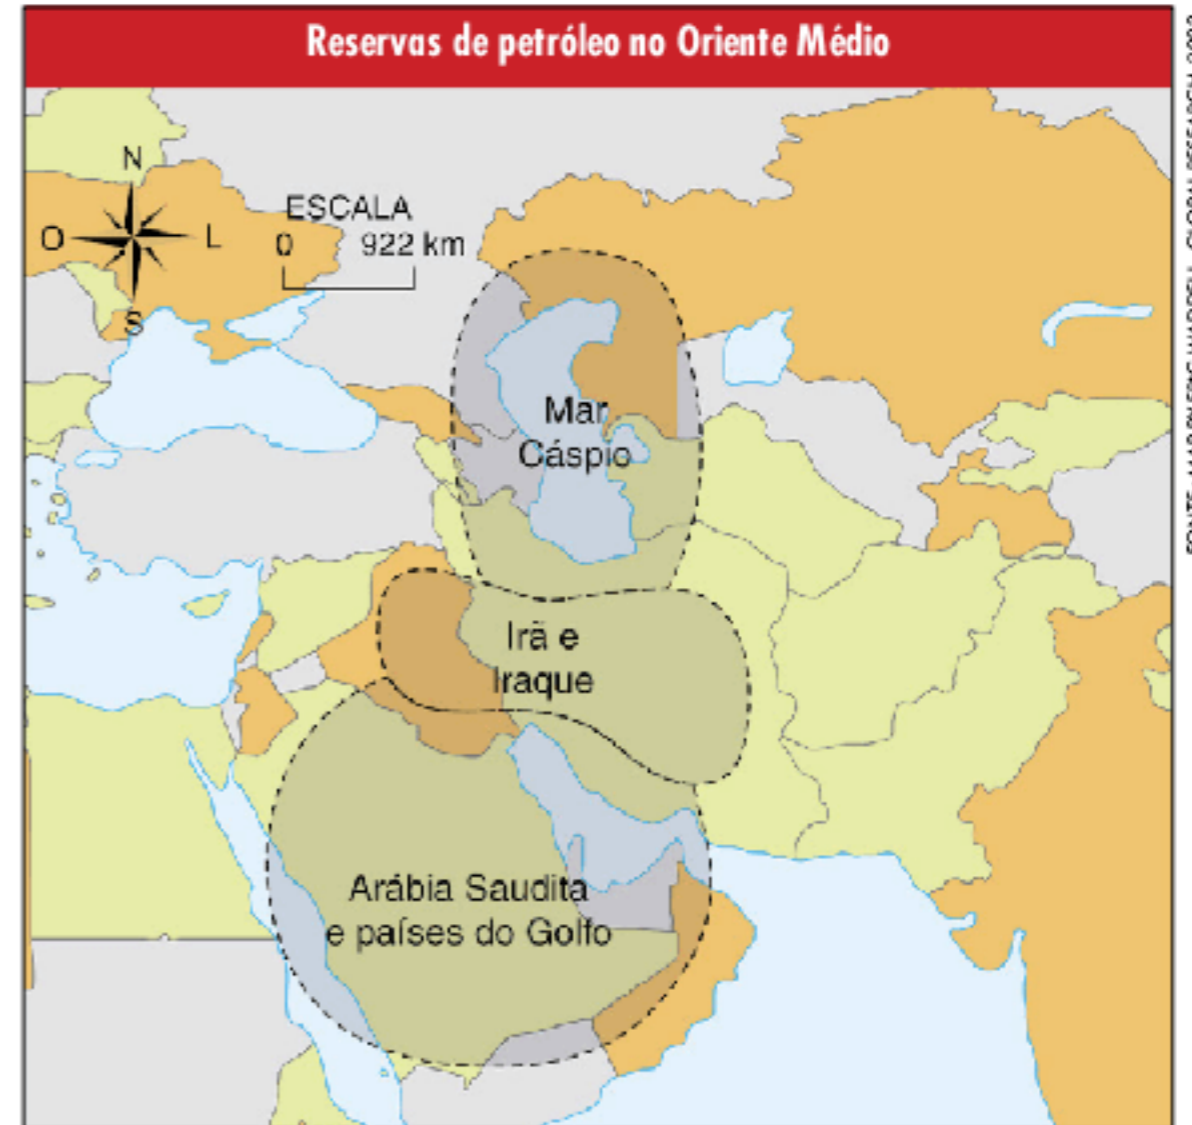 Reservas de petróleo no Oriente Médio
N
ESCALA
O
L
0 922 km
S
Mar
Cáspio
Irã e
Iraque
Arábia Saudita
e países do Golfo